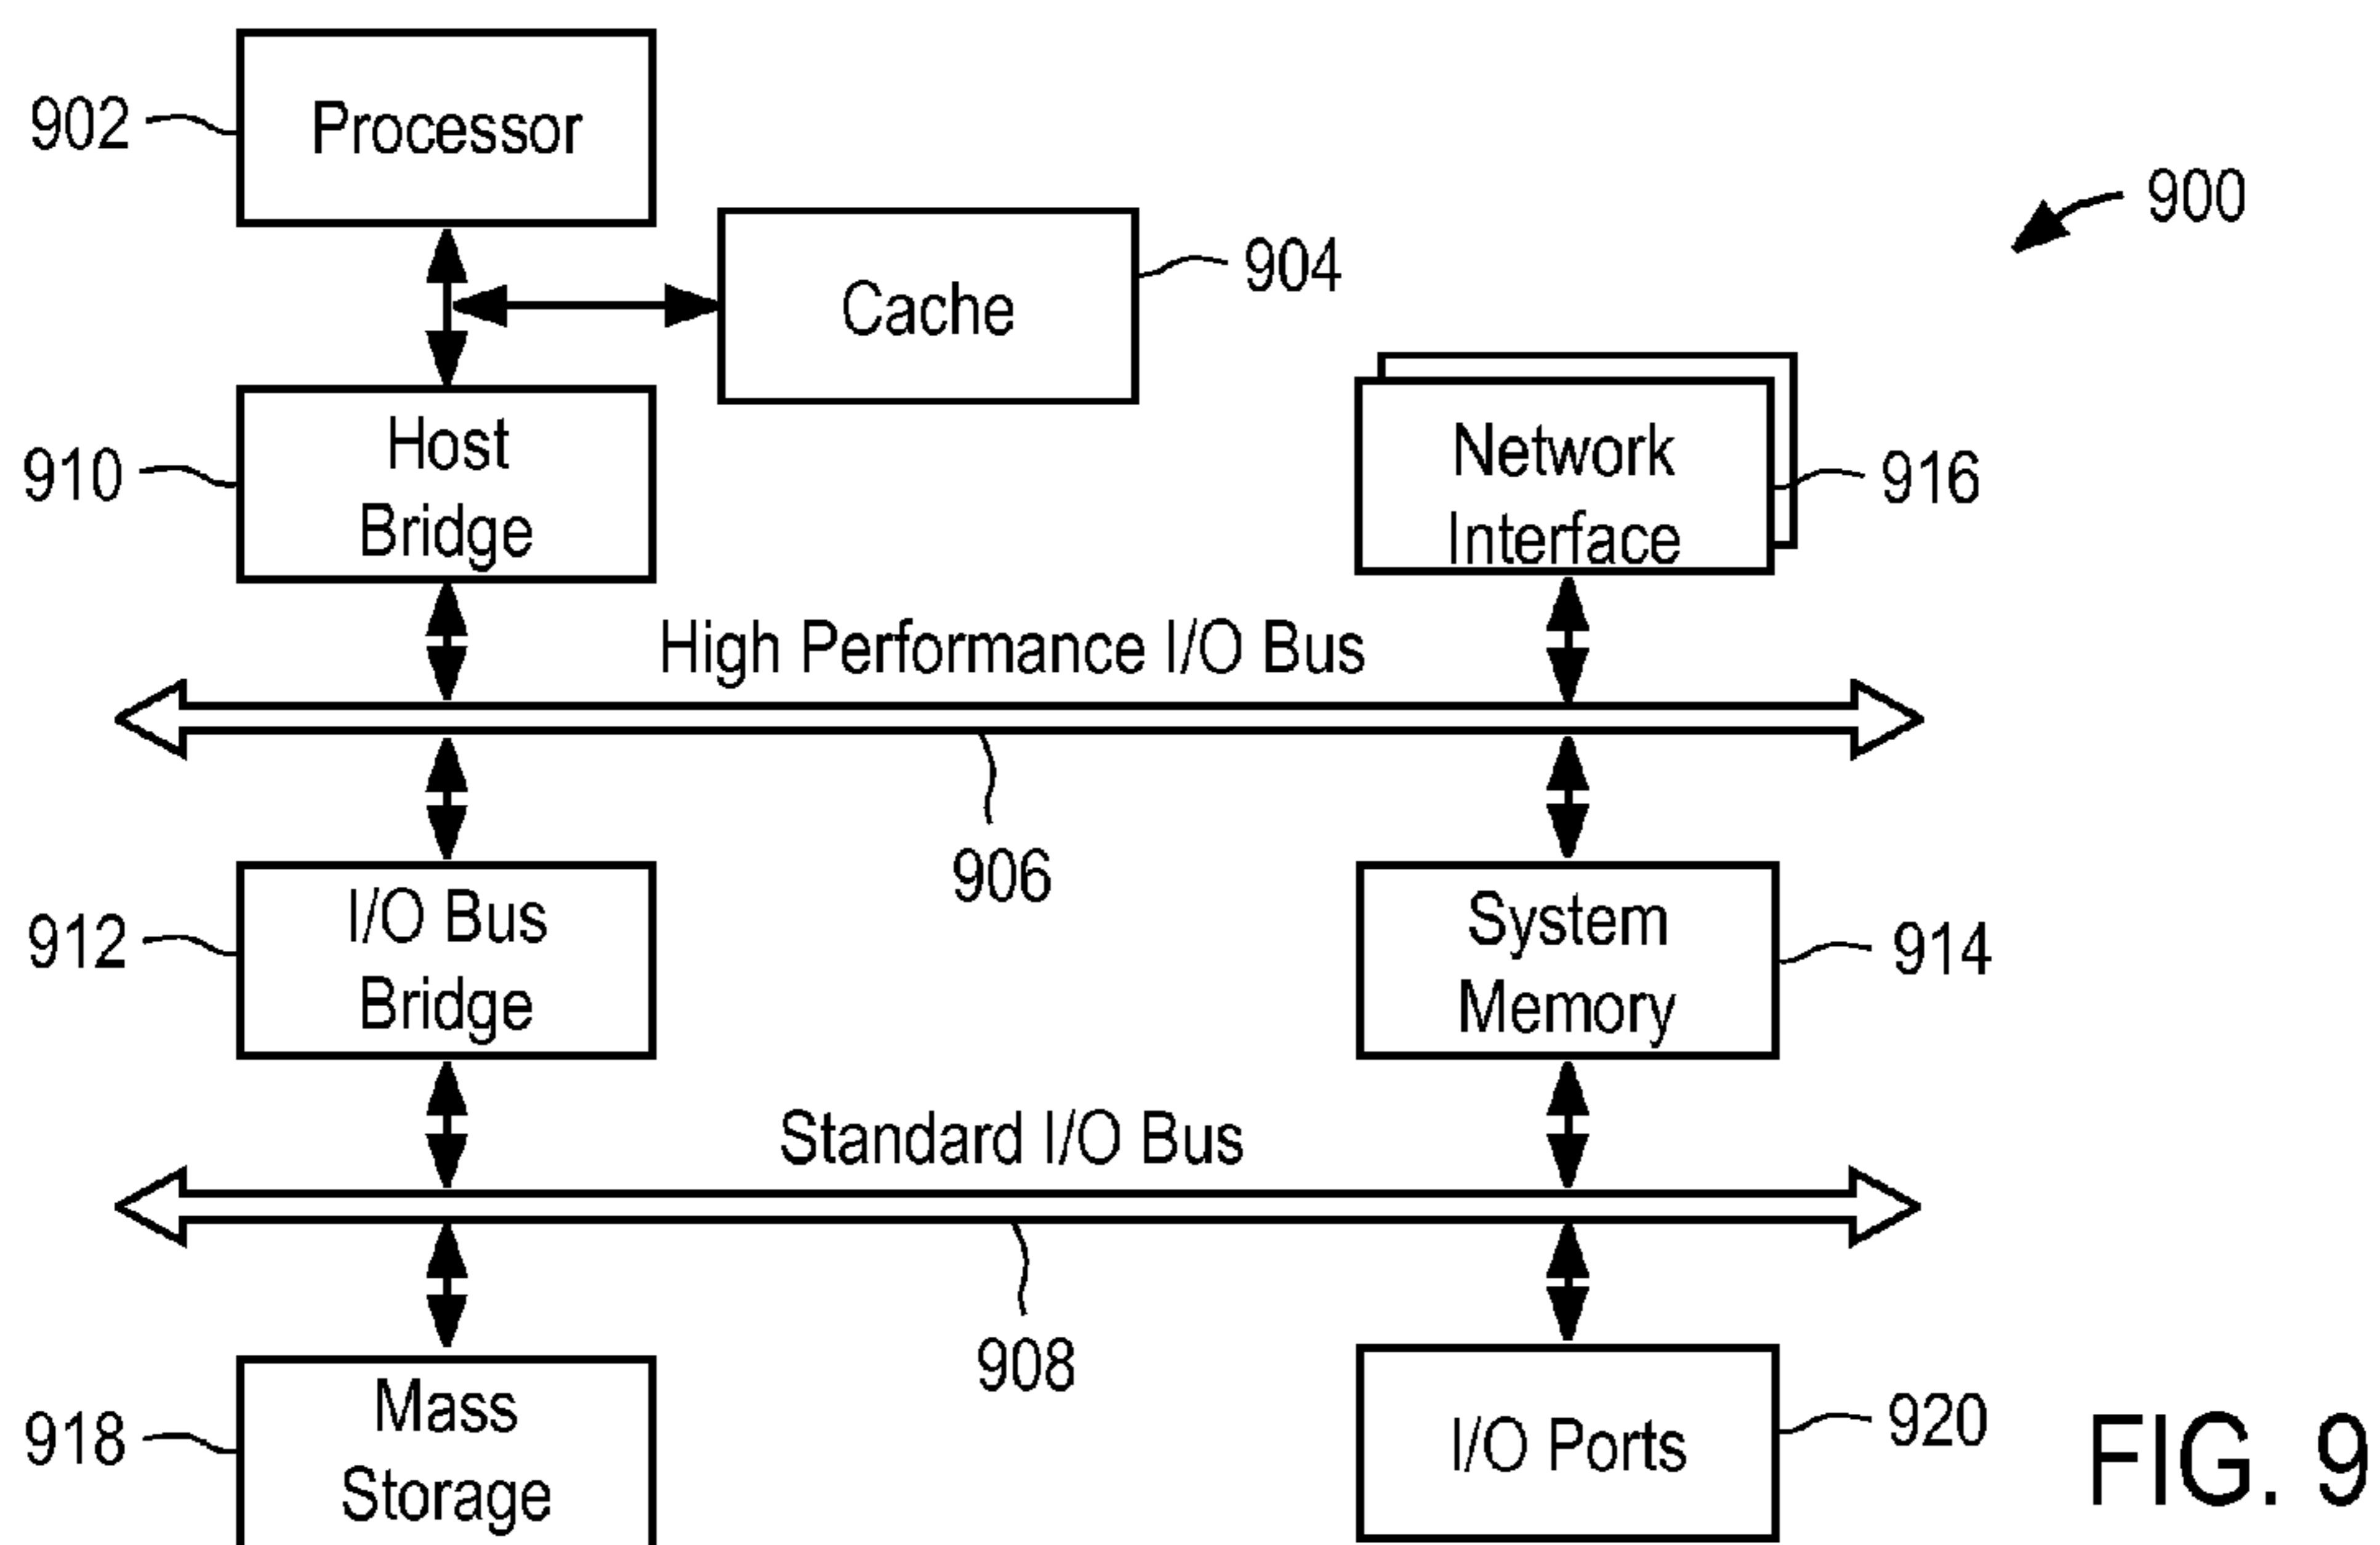 902
Processor
900
904
Cache
910
Host
Bridge
Network
Interface
916
High Performance I/O Bus
906
912
I/O Bus
Bridge
System
Memory
914
Standard I/O Bus
908
918
Mass
Storage
I/O Ports
920
FIG. 9